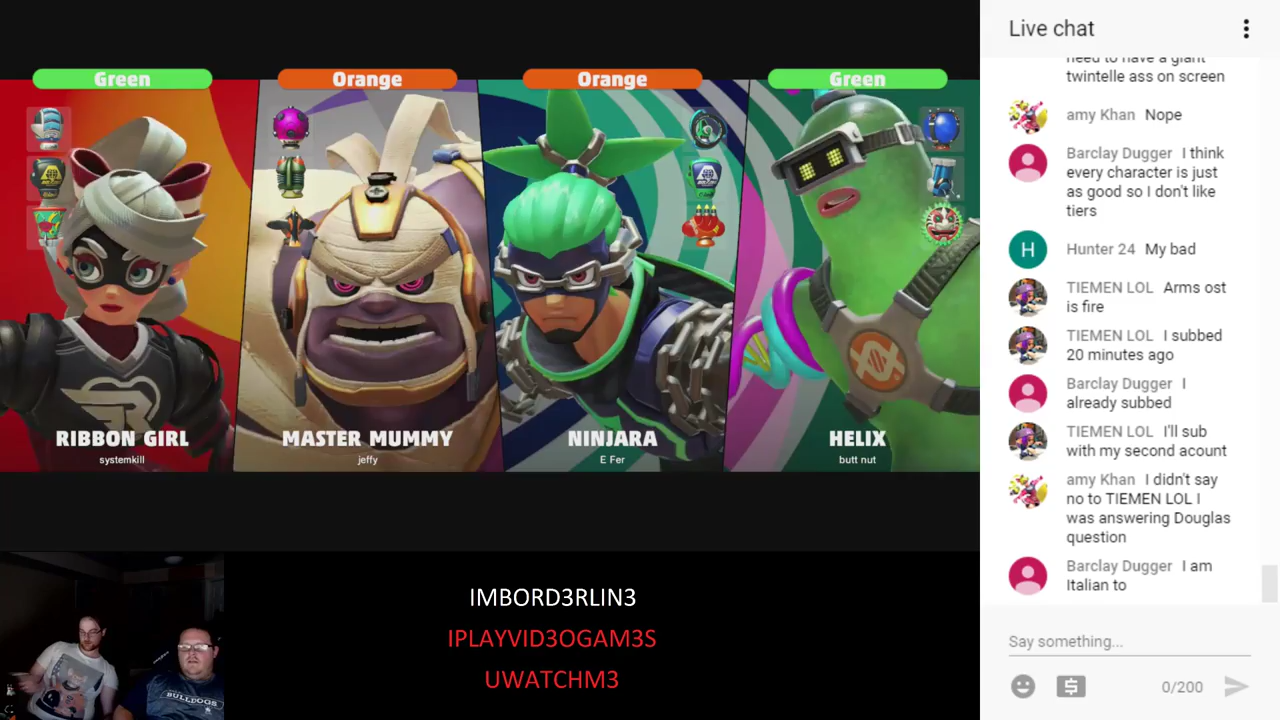 Green
Orange
Orange
Green
RIBBON GIRL
systemkill
MASTER MUMMY
jeffy
NINJARA
E Fer
HELIX
butt nut
BULLDOGS
IMBORD3RLIN3
IPLAYVID3OGAM3S
UWATCHM3
Live chat
need to have a giant
twintelle ass on screen
amy Khan Nope
Barclay Dugger I think
every character is just
as good so I don't like
tiers
H
Hunter 24 My bad
TIEMEN LOL Arms ost
is fire
TIEMEN LOL I subbed
20 minutes ago
Barclay Dugger I
already subbed
TIEMEN LOL I'll sub
with my second acount
amy Khan I didn't say
no to TIEMEN LOL I
was answering Douglas
question
Barclay Dugger I am
Italian to
Say something...
0/200